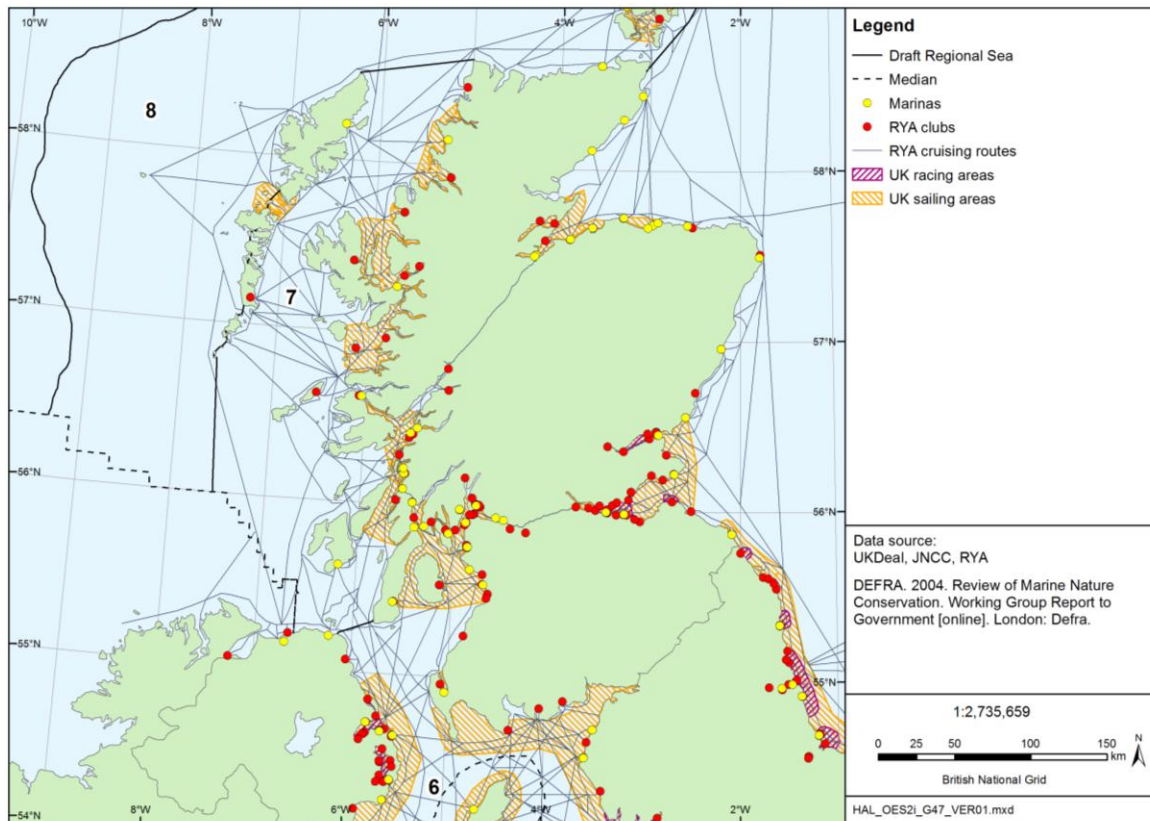 10°W
8°W
6°W
4°W
2°W
8
58°N
58°N
57°N
7
57°N
56°N
56°N
55°N
55°N
6
54°N
8°W
6°W
4°W
2°W
Legend
Draft Regional Sea
Median
Marinas
RYA clubs
RYA cruising routes
UK racing areas
UK sailing areas
Data source:
UKDeal, JNCC, RYA
DEFRA. 2004. Review of Marine Nature
Conservation. Working Group Report to
Government [online]. London: Defra.
1:2,735,659
0 25 50 100 150
km
N
British National Grid
HAL_OES2i_G47_VER01.mxd